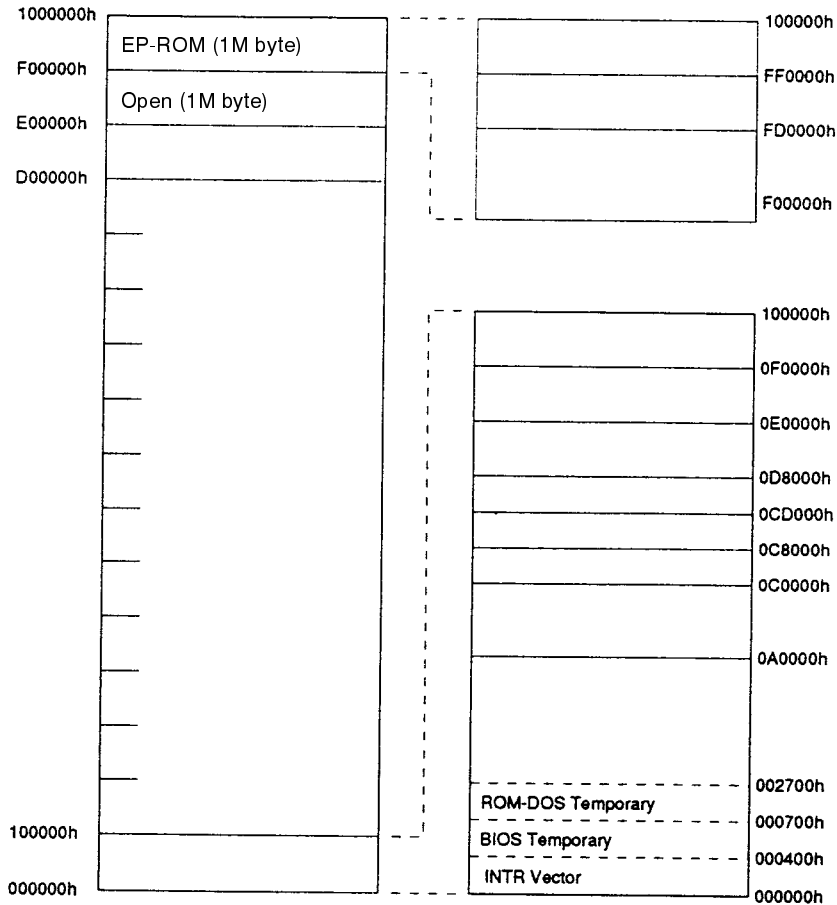 1000000h
EP-ROM (1M byte)
F00000h
Open (1M byte)
E00000h
D00000h
100000h
000000h
100000h
FF0000h
FD0000h
F00000h
100000h
0F0000h
0E0000h
0D8000h
0CD000h
0C8000h
0C0000h
0A0000h
002700h
ROM-DOS Temporary
000700h
BIOS Temporary
000400h
INTR Vector
000000h